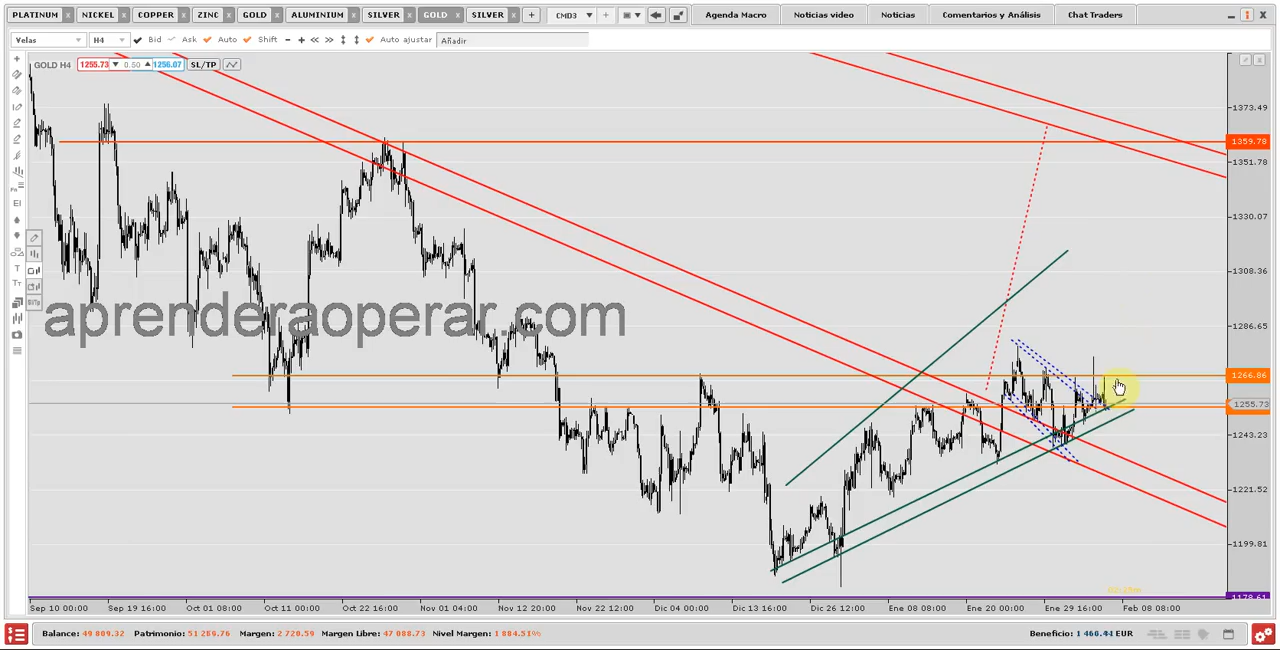 PLATINUM x NICKEL x COPPER x ZINC x GOLD x ALUMINIUM x SILVER x GOLD x SILVER x + CMD3 + Agenda Macro Noticias video Noticias Comentarios y Análisis Chat Traders
Velas H4 Bid Ask Auto Shift - + << >> Auto ajustar Añadir
GOLD H4 1255.73 0.50 1256.07 SL/TP
1373.49
1359.78
1351.78
1330.07
1308.36
1286.65
1266.86
1255.73
1243.23
1221.52
1199.81
1178.61
aprenderaoperar.com
Sep 10 00:00 Sep 19 16:00 Oct 01 08:00 Oct 11 00:00 Oct 22 16:00 Nov 01 04:00 Nov 12 20:00 Nov 22 12:00 Dic 04 00:00 Dic 13 16:00 Dic 26 12:00 Ene 08 08:00 Ene 20 00:00 Ene 29 16:00 Feb 08 08:00
Balance: 49 809.32 Patrimonio: 51 269.76 Margen: 2 720.59 Margen Libre: 47 088.73 Nivel Margen: 1 884.51% Beneficio: 1 460.44 EUR